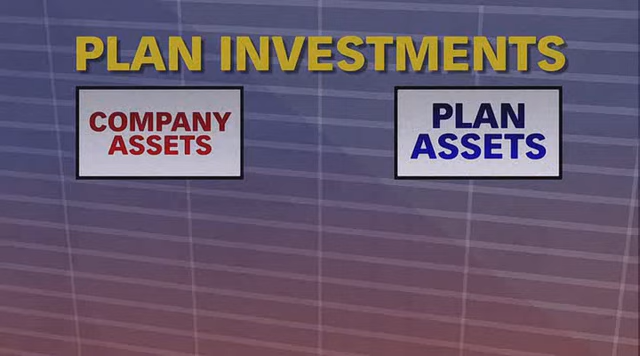 PLAN INVESTMENTS
COMPANY
ASSETS
PLAN
ASSETS